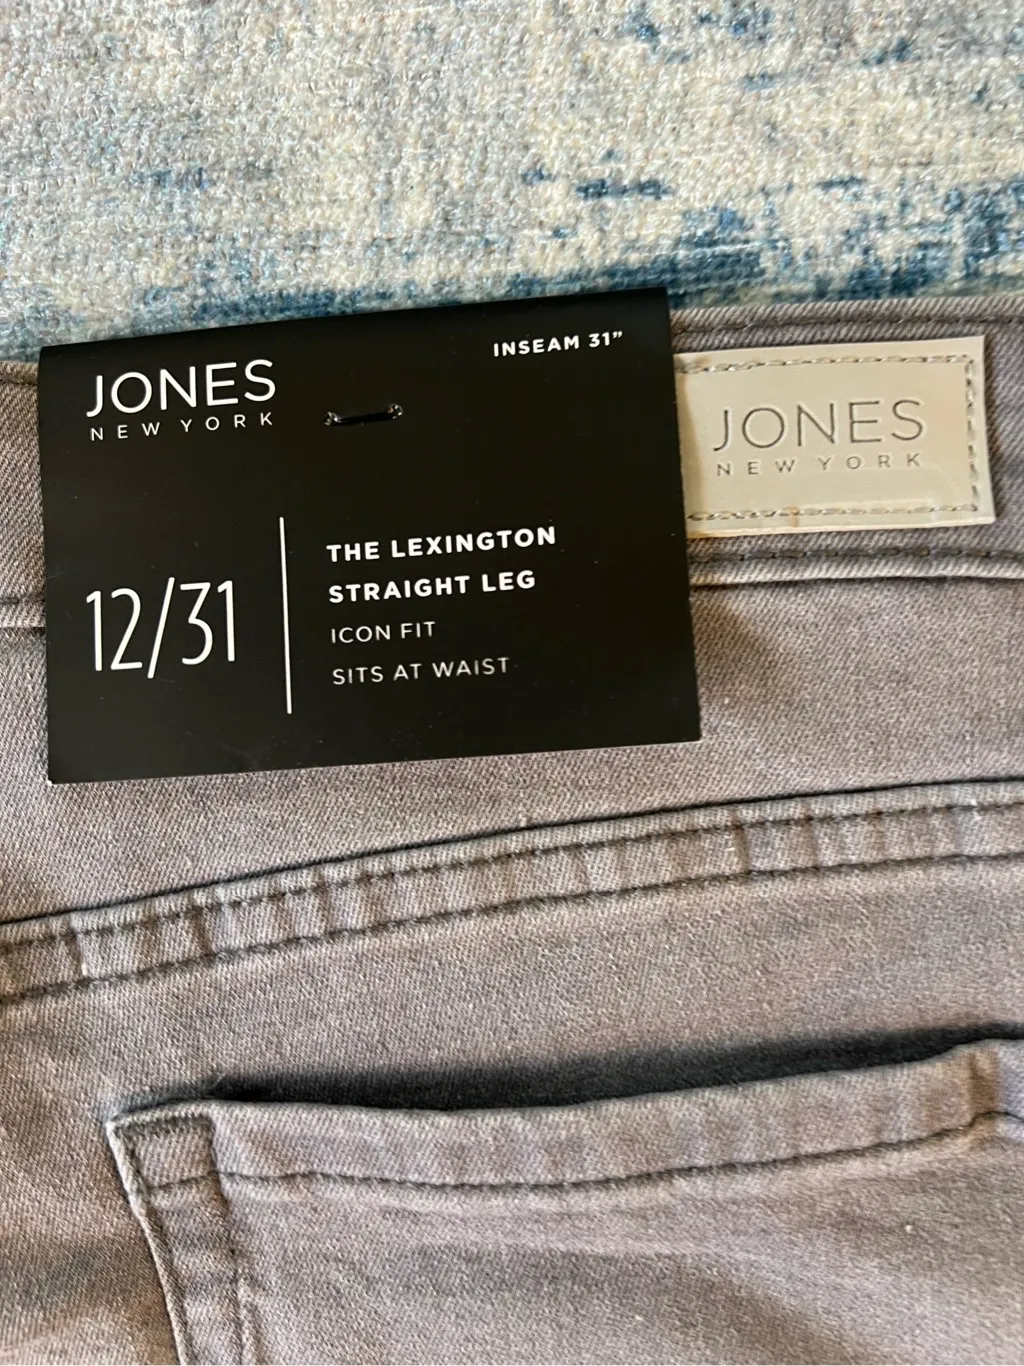 JONES
NEW YORK
INSEAM 31”
12/31
THE LEXINGTON
STRAIGHT LEG
ICON FIT
SITS AT WAIST
JONES
NEW YORK